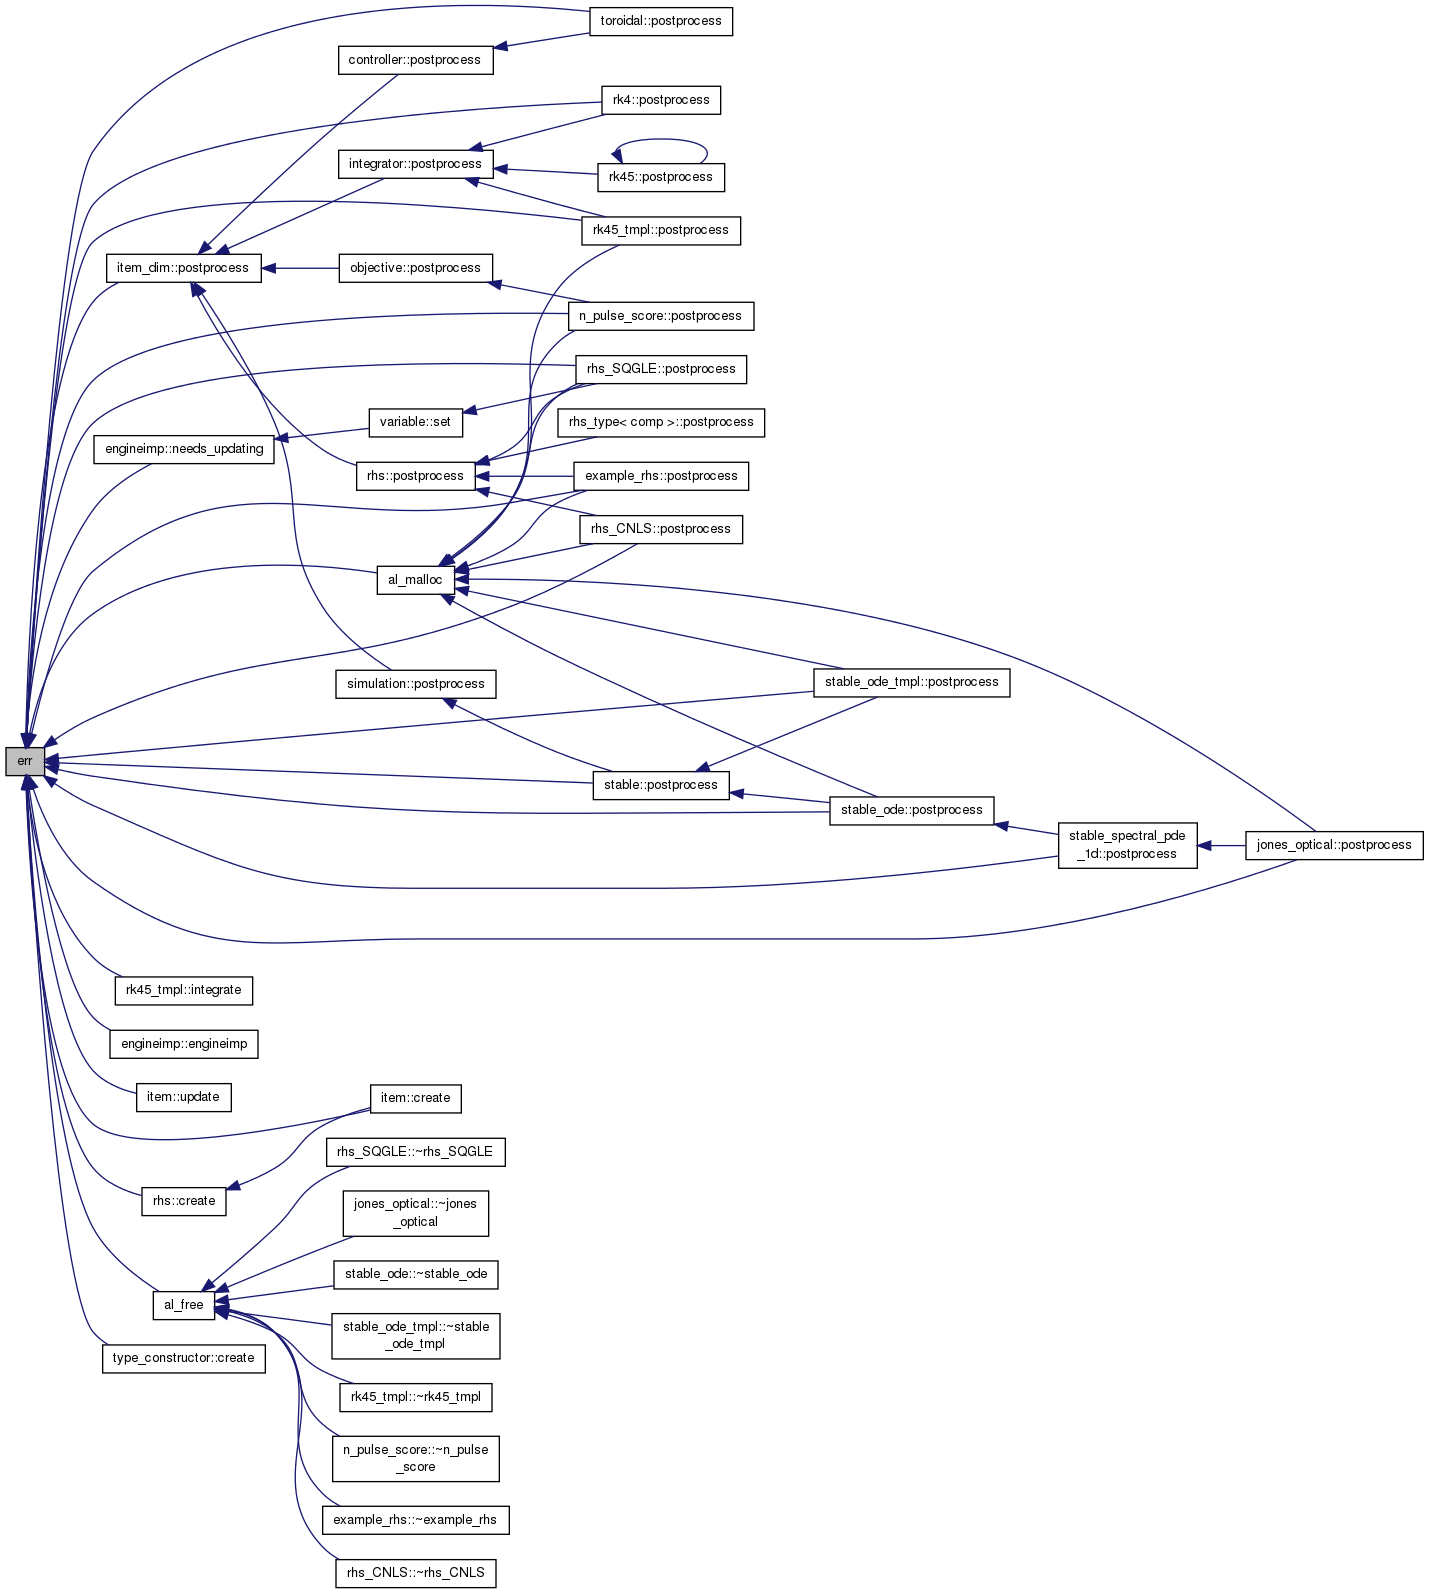 toroidal::postprocess
controller::postprocess
rk4::postprocess
integrator::postprocess
rk45::postprocess
rk45_tmpl::postprocess
item_dim::postprocess
objective::postprocess
n_pulse_score::postprocess
rhs_SQGLE::postprocess
variable::set
rhs_type< comp >::postprocess
engineimp::needs_updating
rhs::postprocess
example_rhs::postprocess
rhs_CNLS::postprocess
al_malloc
simulation::postprocess
stable_ode_tmpl::postprocess
err
stable::postprocess
stable_ode::postprocess
stable_spectral_pde
_1d::postprocess
jones_optical::postprocess
rk45_tmpl::integrate
engineimp::engineimp
item::update
item::create
rhs_SQGLE::~rhs_SQGLE
rhs::create
jones_optical::~jones
_optical
stable_ode::~stable_ode
al_free
stable_ode_tmpl::~stable
_ode_tmpl
type_constructor::create
rk45_tmpl::~rk45_tmpl
n_pulse_score::~n_pulse
_score
example_rhs::~example_rhs
rhs_CNLS::~rhs_CNLS